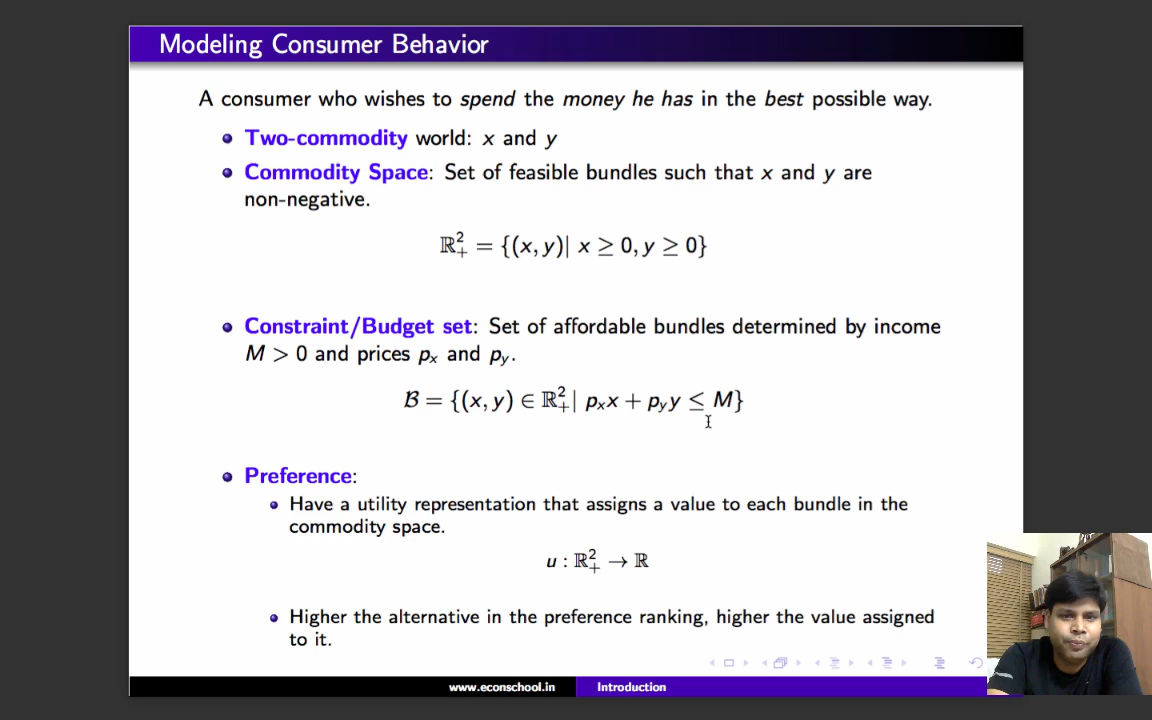 Modeling Consumer Behavior
A consumer who wishes to spend the money he has in the best possible way.
Two-commodity world: x and y
Commodity Space: Set of feasible bundles such that x and y are
non-negative.
ℝ²₊ = {(x, y)| x ≥ 0, y ≥ 0}
Constraint/Budget set: Set of affordable bundles determined by income
M > 0 and prices pₓ and p_y.
ℬ = {(x, y) ∈ ℝ²₊| pₓx + p_yy ≤ M}
Preference:
Have a utility representation that assigns a value to each bundle in the
commodity space.
u : ℝ²₊ → ℝ
Higher the alternative in the preference ranking, higher the value assigned
to it.
www.econschool.in Introduction